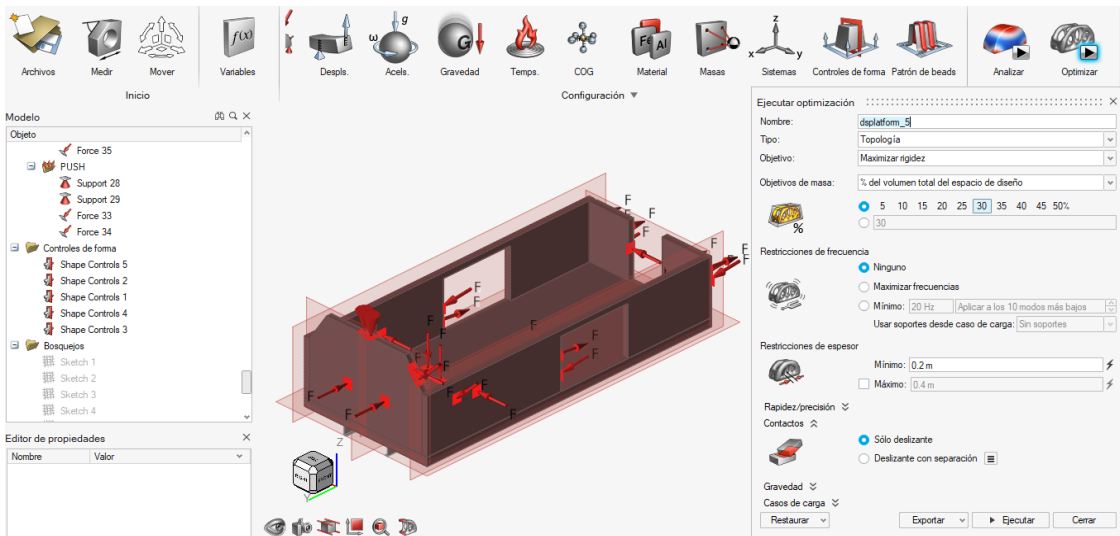 Archivos
Medir
Mover
Variables
Despls.
Acels.
Gravedad
Temps.
COG
Material
Masas
Sistemas
Controles de forma
Patrón de beads
Analizar
Optimizar
Inicio
Configuración
Modelo
Objeto
Force 35
PUSH
Support 28
Support 29
Force 33
Force 34
Controles de forma
Shape Controls 5
Shape Controls 2
Shape Controls 1
Shape Controls 4
Shape Controls 3
Bosquejos
Sketch 1
Sketch 2
Sketch 3
Sketch 4
Editor de propiedades
Nombre Valor
Ejecutar optimización
Nombre: dsplatform_5
Tipo: Topología
Objetivo: Maximizar rigidez
Objetivos de masa: % del volumen total del espacio de diseño
5 10 15 20 25 30 35 40 45 50%
30
Restricciones de frecuencia
Ninguno
Maximizar frecuencias
Mínimo: 20 Hz Aplicar a los 10 modos más bajos
Usar soportes desde caso de carga: Sin soportes
Restricciones de espesor
Mínimo: 0.2 m
Máximo: 0.4 m
Rapidez/precisión
Contactos
Sólo deslizante
Deslizante con separación
Gravedad
Casos de carga
Restaurar Exportar Ejecutar Cerrar